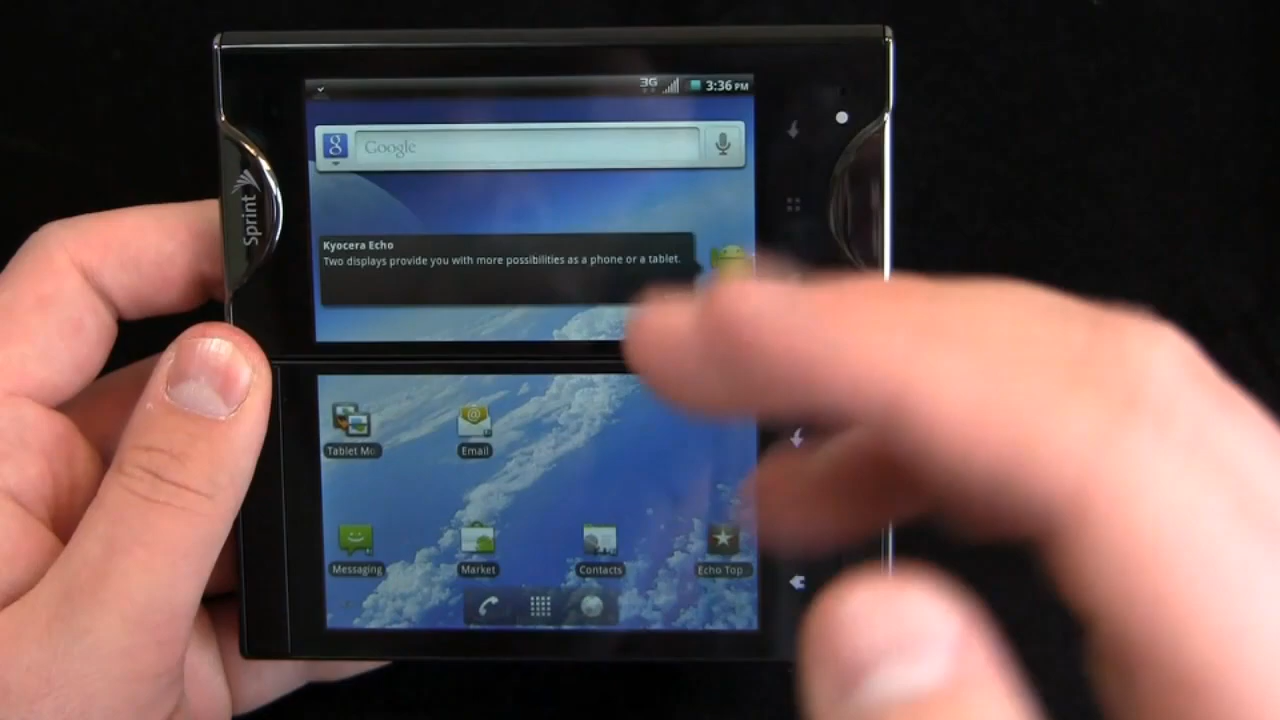 3G
3:36 PM
g
Google
Sprint
Kyocera Echo
Two displays provide you with more possibilities as a phone or a tablet.
Tablet Mo
Email
Messaging
Market
Contacts
Echo Top